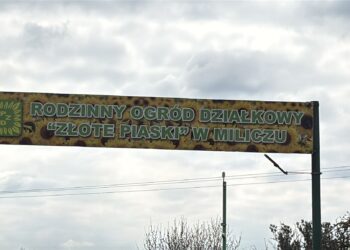 RODZINNY OGRÓD DZIAŁKOWY
"ZŁOTE PIASKI" W MILICZU